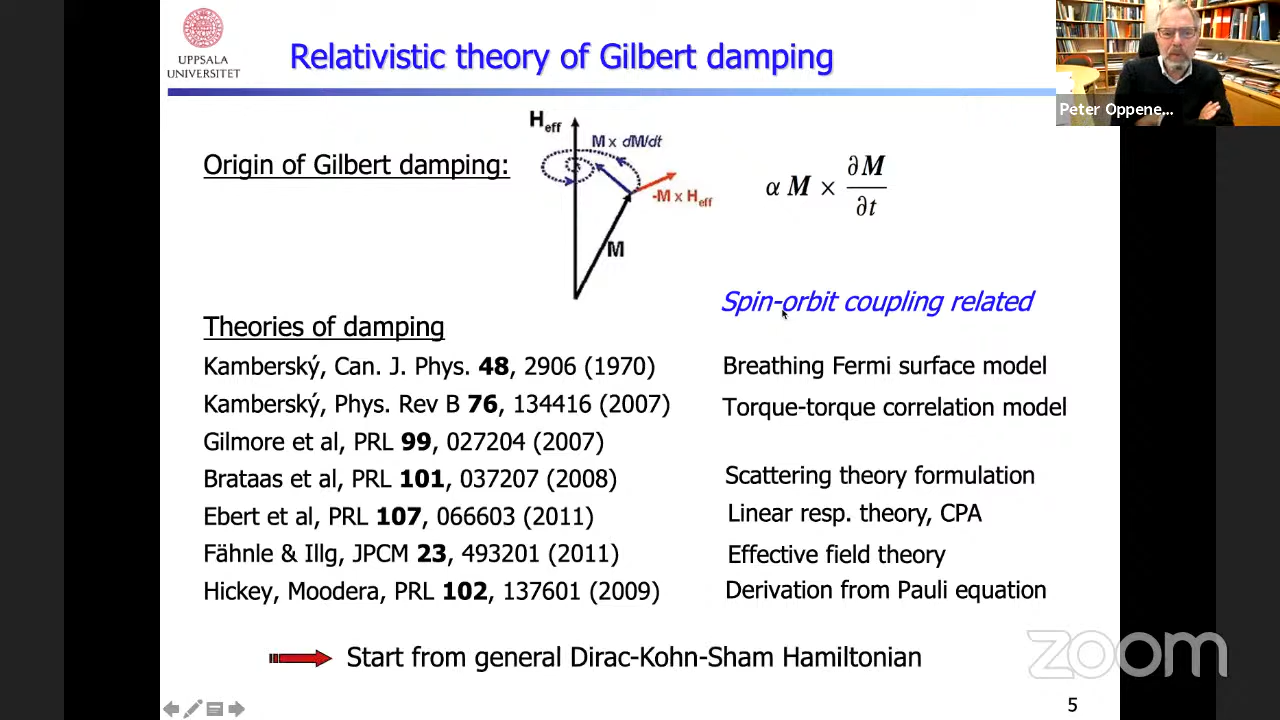 UPPSALA
UNIVERSITET
Relativistic theory of Gilbert damping
Peter Oppene...
Origin of Gilbert damping:
H_eff
M x dM/dt
-M x H_eff
M
α M × ∂M/∂t
Spin-orbit coupling related
Theories of damping
Kamberský, Can. J. Phys. 48, 2906 (1970)
Breathing Fermi surface model
Kamberský, Phys. Rev B 76, 134416 (2007)
Torque-torque correlation model
Gilmore et al, PRL 99, 027204 (2007)
Brataas et al, PRL 101, 037207 (2008)
Scattering theory formulation
Ebert et al, PRL 107, 066603 (2011)
Linear resp. theory, CPA
Fähnle & Illg, JPCM 23, 493201 (2011)
Effective field theory
Hickey, Moodera, PRL 102, 137601 (2009)
Derivation from Pauli equation
Start from general Dirac-Kohn-Sham Hamiltonian
zoom
5